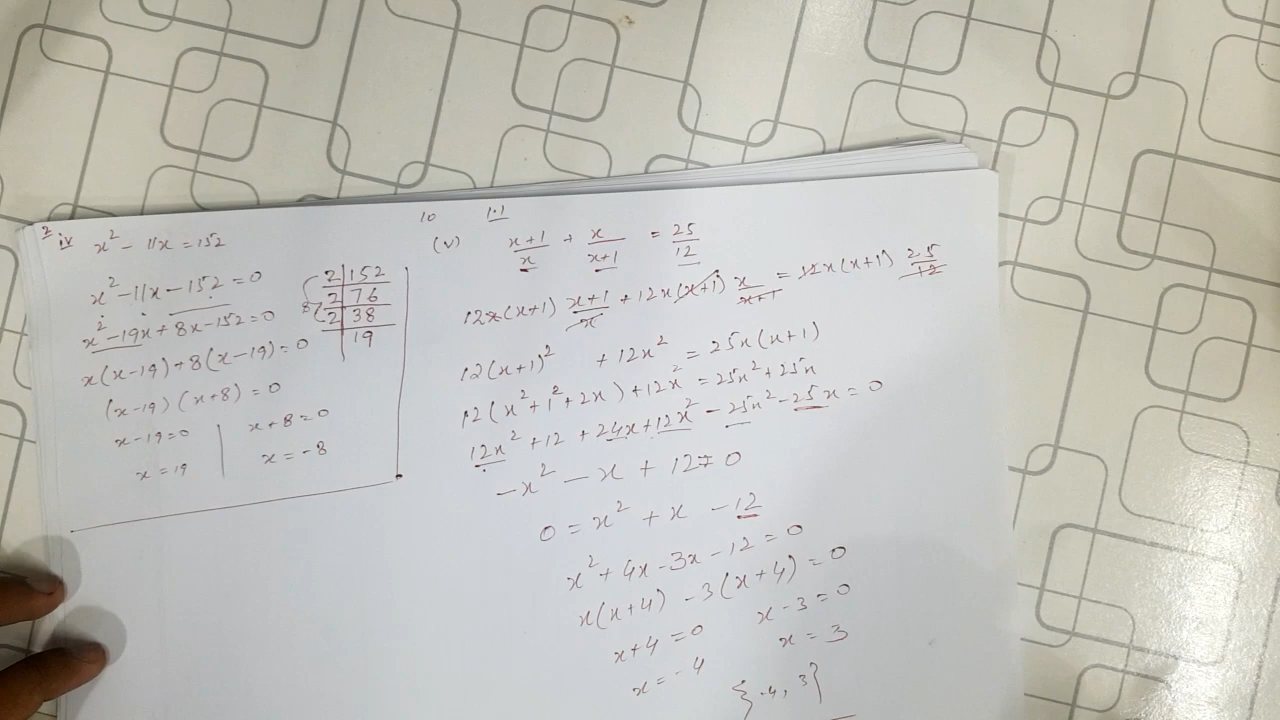 2 iv x² - 11x = 152
x² - 11x - 152 = 0
x² - 19x + 8x - 152 = 0
x(x-19) + 8(x-19) = 0
(x-19) (x+8) = 0
x-19=0 | x+8=0
x=19 | x=-8
2|152
2|76
2|38
19
8
10 1.1
(v) x+1/x + x/x+1 = 25/12
12x(x+1) x+1/x + 12x(x+1) x/x+1 = 12x(x+1) 25/12
12(x+1)² + 12x² = 25x(x+1)
12(x²+1²+2x) + 12x² = 25x²+25x
12x² + 12 + 24x + 12x² - 25x² - 25x = 0
-x² - x + 12 = 0
0 = x² + x - 12
x² + 4x - 3x - 12 = 0
x(x+4) - 3(x+4) = 0
x+4 = 0 x-3 = 0
x = -4 x = 3
{-4, 3}